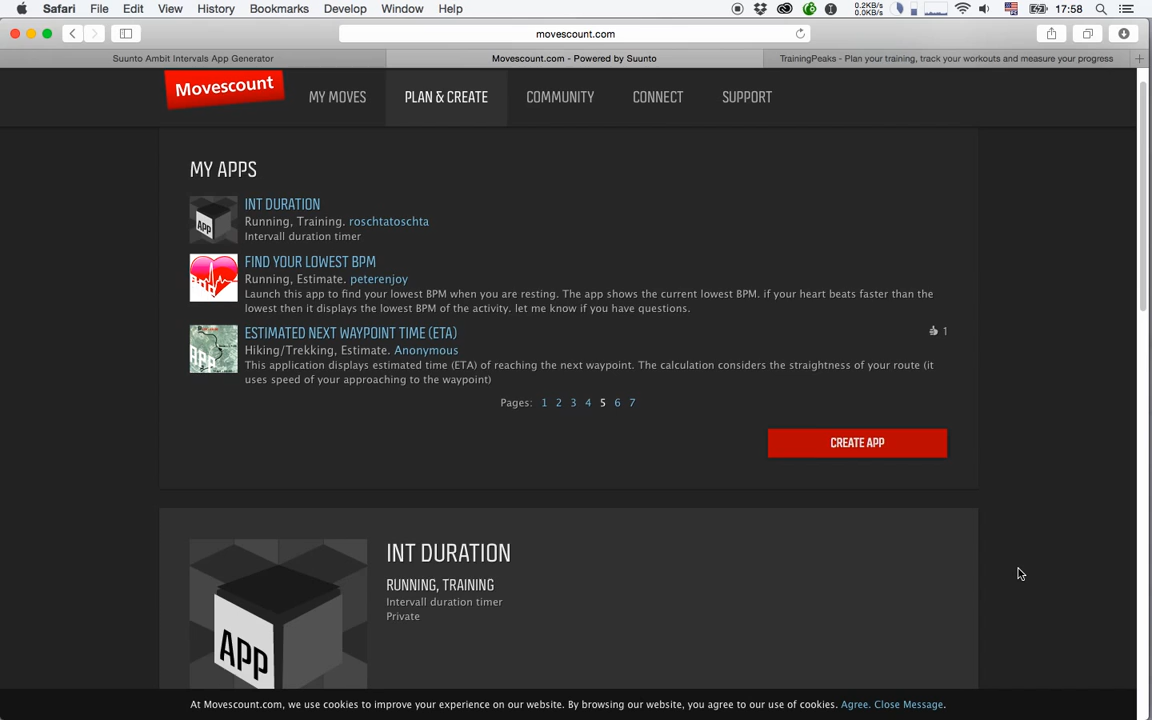 Safari File Edit View History Bookmarks Develop Window Help 0.2KB/s 0.0KB/s 17:58
movescount.com
Suunto Ambit Intervals App Generator Movescount.com - Powered by Suunto TrainingPeaks - Plan your training, track your workouts and measure your progress
Movescount MY MOVES PLAN & CREATE COMMUNITY CONNECT SUPPORT
MY APPS
INT DURATION
Running, Training. roschtatoschta
Intervall duration timer
FIND YOUR LOWEST BPM
Running, Estimate. peterenjoy
Launch this app to find your lowest BPM when you are resting. The app shows the current lowest BPM. if your heart beats faster than the
lowest then it displays the lowest BPM of the activity. let me know if you have questions.
ESTIMATED NEXT WAYPOINT TIME (ETA) 1
Hiking/Trekking, Estimate. Anonymous
This application displays estimated time (ETA) of reaching the next waypoint. The calculation considers the straightness of your route (it
uses speed of your approaching to the waypoint)
Pages: 1 2 3 4 5 6 7
CREATE APP
INT DURATION
RUNNING, TRAINING
Intervall duration timer
Private
APP
At Movescount.com, we use cookies to improve your experience on our website. By browsing our website, you agree to our use of cookies. Agree. Close Message.